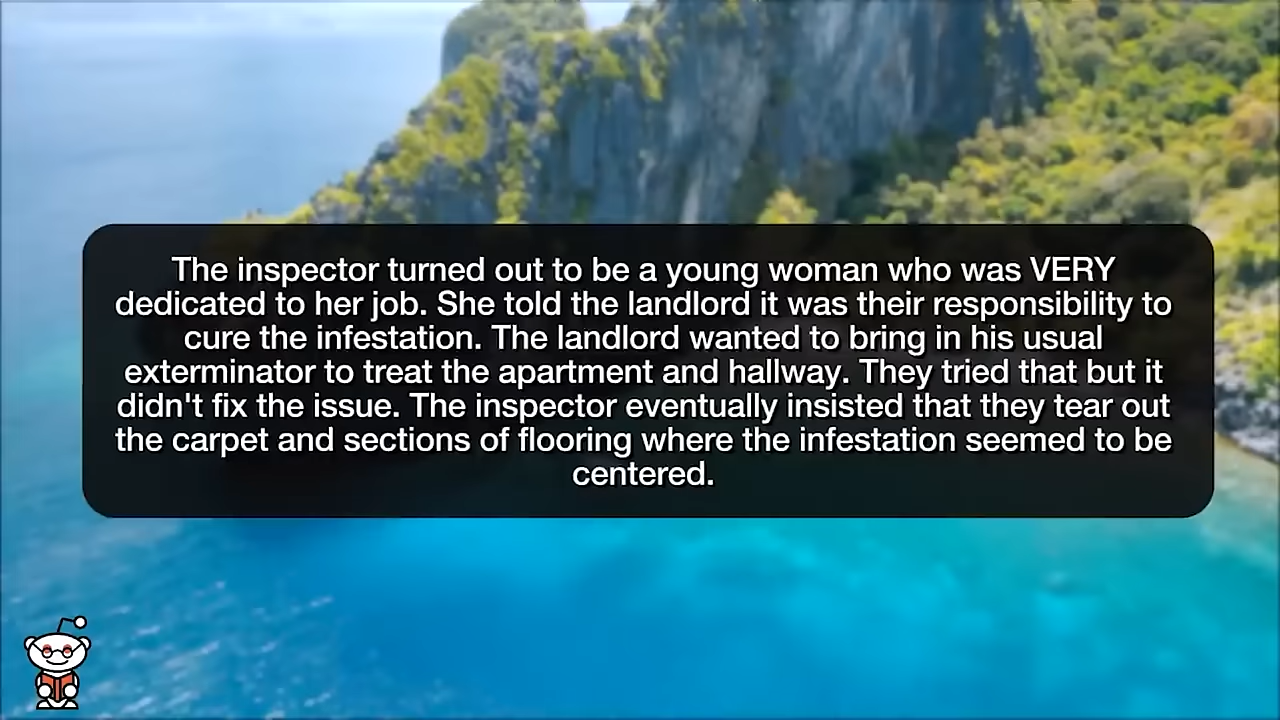 The inspector turned out to be a young woman who was VERY
dedicated to her job. She told the landlord it was their responsibility to
cure the infestation. The landlord wanted to bring in his usual
exterminator to treat the apartment and hallway. They tried that but it
didn't fix the issue. The inspector eventually insisted that they tear out
the carpet and sections of flooring where the infestation seemed to be
centered.